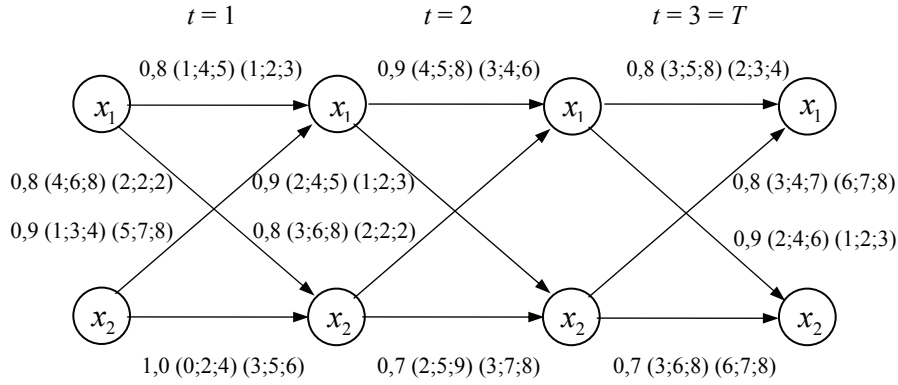 t = 1 t = 2 t = 3 = T
0,8 (1;4;5) (1;2;3) 0,9 (4;5;8) (3;4;6) 0,8 (3;5;8) (2;3;4)
x₁ x₁ x₁ x₁
0,8 (4;6;8) (2;2;2) 0,9 (2;4;5) (1;2;3) 0,8 (3;4;7) (6;7;8)
0,9 (1;3;4) (5;7;8) 0,8 (3;6;8) (2;2;2) 0,9 (2;4;6) (1;2;3)
x₂ x₂ x₂ x₂
1,0 (0;2;4) (3;5;6) 0,7 (2;5;9) (3;7;8) 0,7 (3;6;8) (6;7;8)